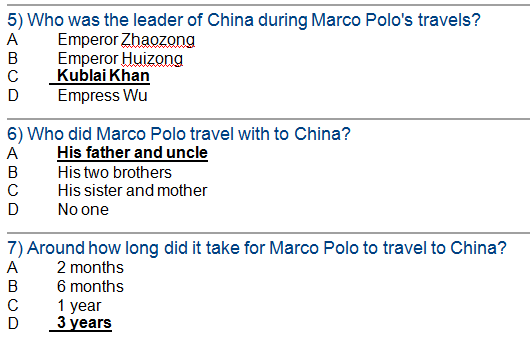 5) Who was the leader of China during Marco Polo's travels?
A Emperor Zhaozong
B Emperor Huizong
C Kublai Khan
D Empress Wu
6) Who did Marco Polo travel with to China?
A His father and uncle
B His two brothers
C His sister and mother
D No one
7) Around how long did it take for Marco Polo to travel to China?
A 2 months
B 6 months
C 1 year
D 3 years